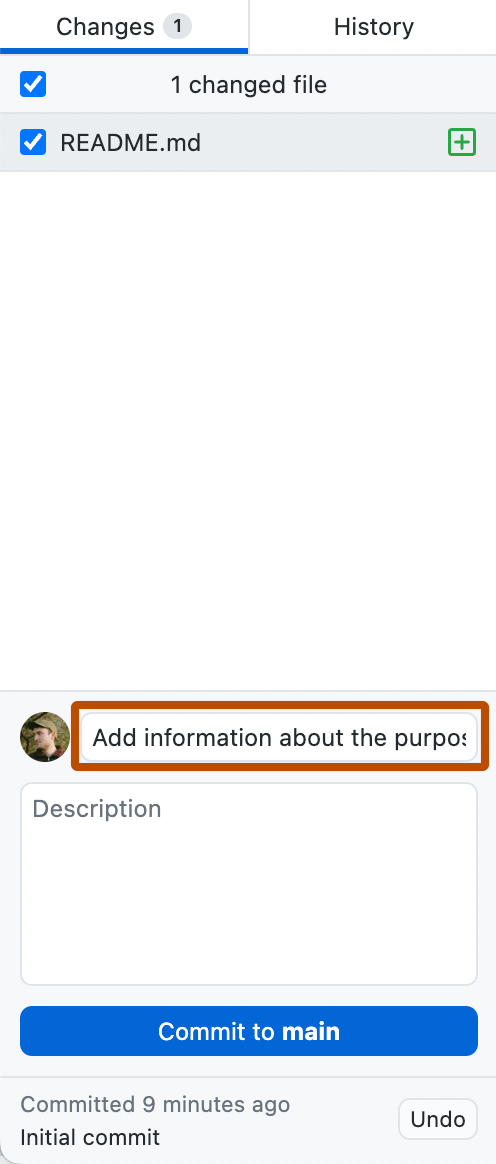 Changes 1
History
1 changed file
README.md
Add information about the purpos
Description
Commit to main
Committed 9 minutes ago
Initial commit
Undo